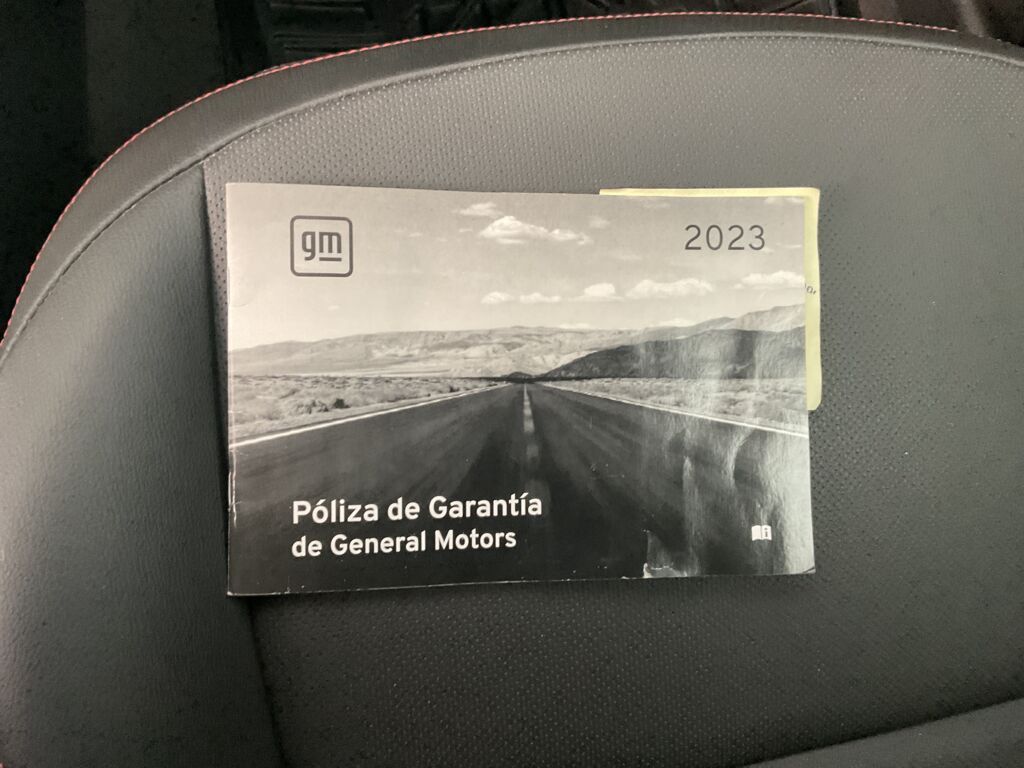 gm
2023
Póliza de Garantía
de General Motors